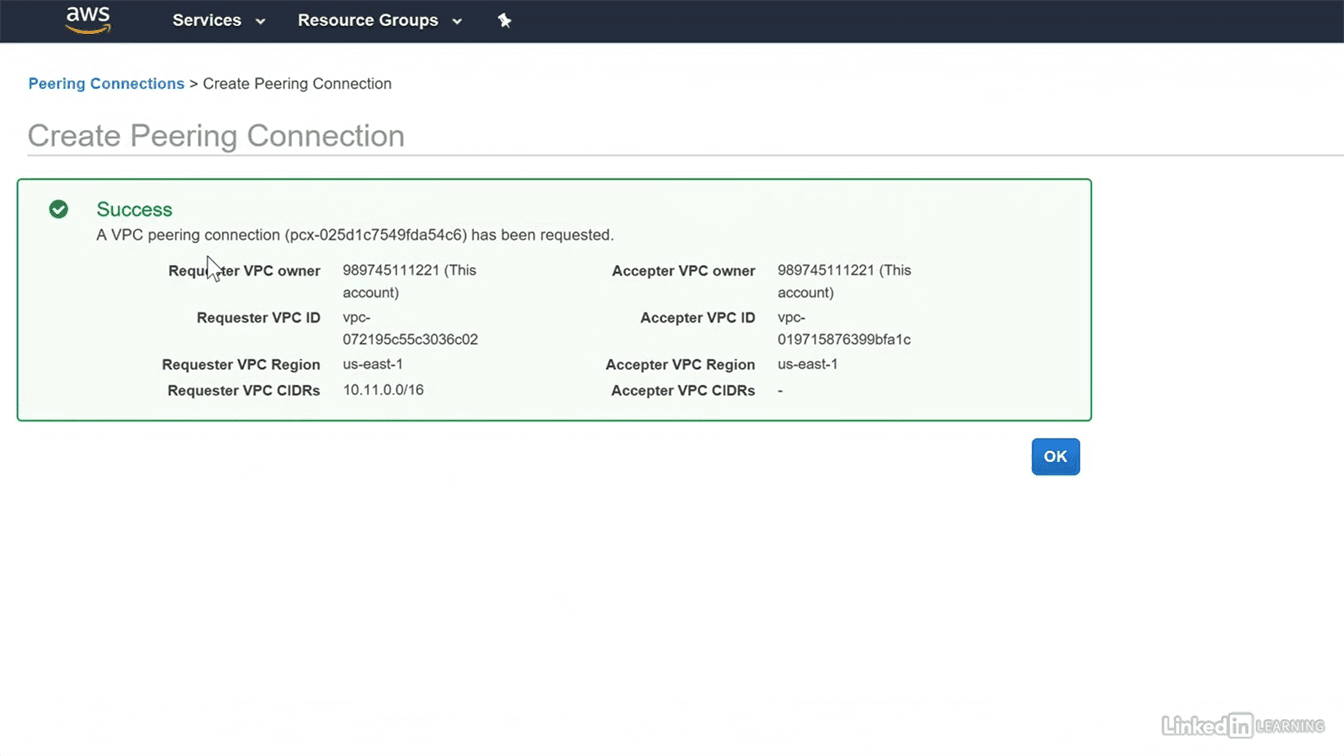 aws Services Resource Groups
Peering Connections > Create Peering Connection
Create Peering Connection
Success
A VPC peering connection (pcx-025d1c7549fda54c6) has been requested.
Requester VPC owner 989745111221 (This account) Accepter VPC owner 989745111221 (This account)
Requester VPC ID vpc-072195c55c3036c02 Accepter VPC ID vpc-019715876399bfa1c
Requester VPC Region us-east-1 Accepter VPC Region us-east-1
Requester VPC CIDRs 10.11.0.0/16 Accepter VPC CIDRs -
OK
LinkedIn LEARNING